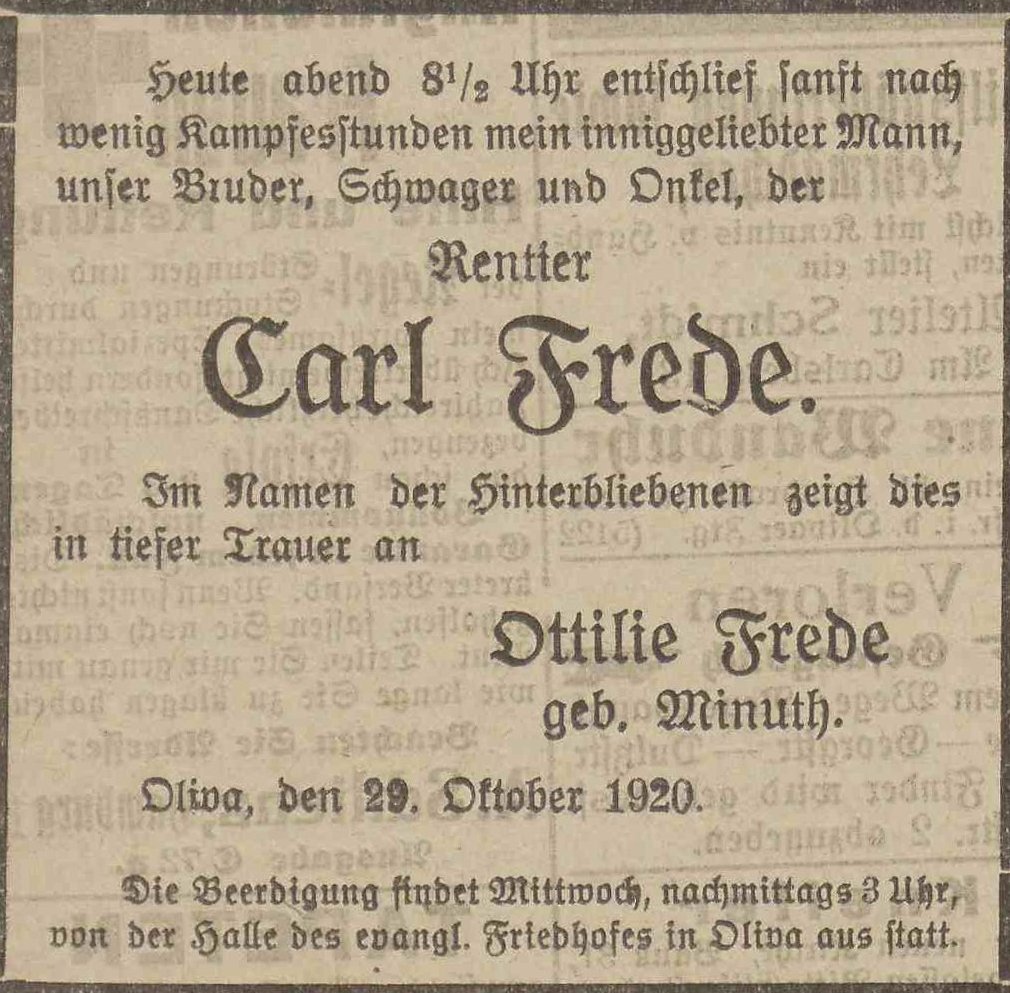 Heute abend 8½ Uhr entschlief sanft nach
wenig Kampfesstunden mein inniggeliebter Mann,
unser Bruder, Schwager und Onkel, der
Rentier
Carl Frede.
Im Namen der Hinterbliebenen zeigt dies
in tiefer Trauer an
Ottilie Frede
geb. Minuth.
Oliva, den 29. Oktober 1920.
Die Beerdigung findet Mittwoch, nachmittags 3 Uhr,
von der Halle des evangl. Friedhofes in Oliva aus statt.